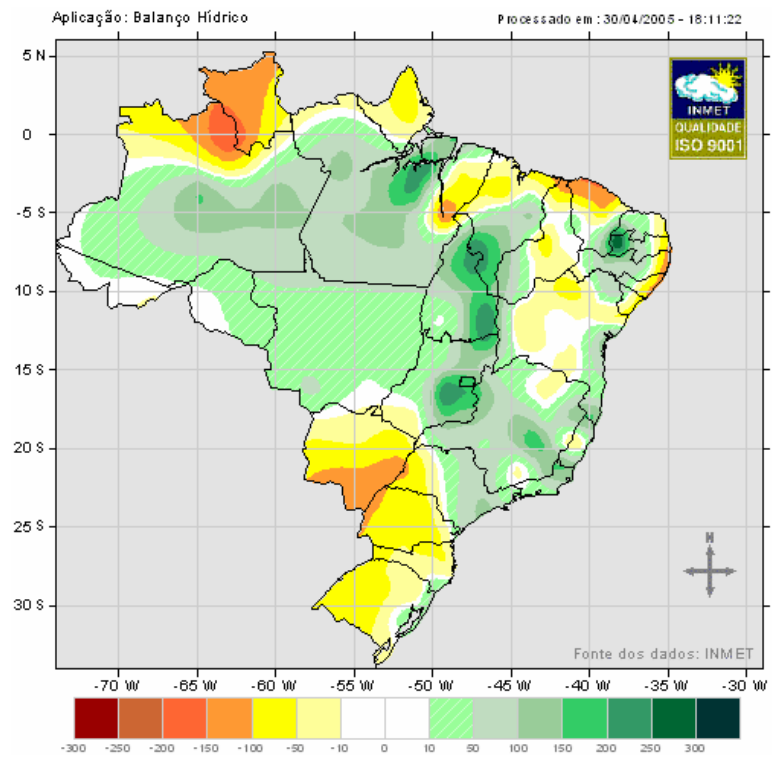 Aplicação: Balanço Hídrico
Processado em : 30/04/2005 - 18:11:22
5 N
0
-5 S
10 S
15 S
20 S
25 S
30 S
INMET
QUALIDADE
ISO 9001
N
Fonte dos dados: INMET
-70 W -65 W -60 W -55 W -50 W -45 W -40 W -35 W -30 W
-300 -250 -200 -150 -100 -50 -10 0 10 50 100 150 200 250 300